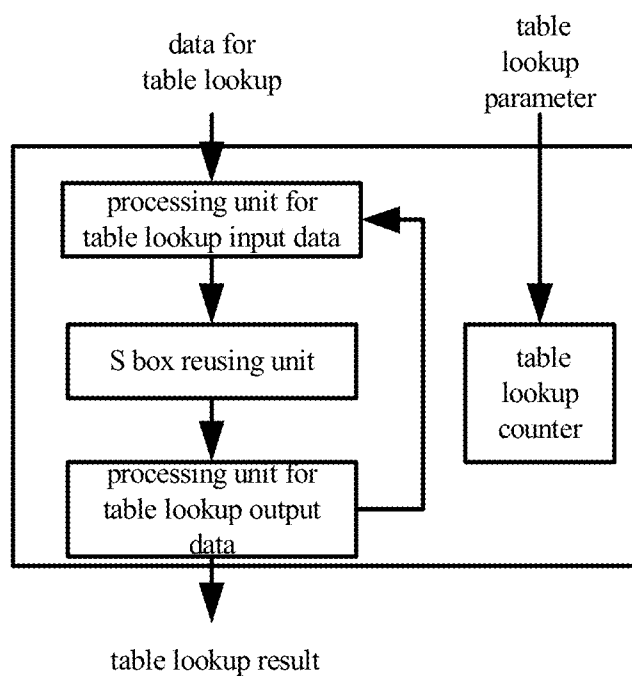 data for
table lookup
table
lookup
parameter
processing unit for
table lookup input data
S box reusing unit
table
lookup
counter
processing unit for
table lookup output
data
table lookup result